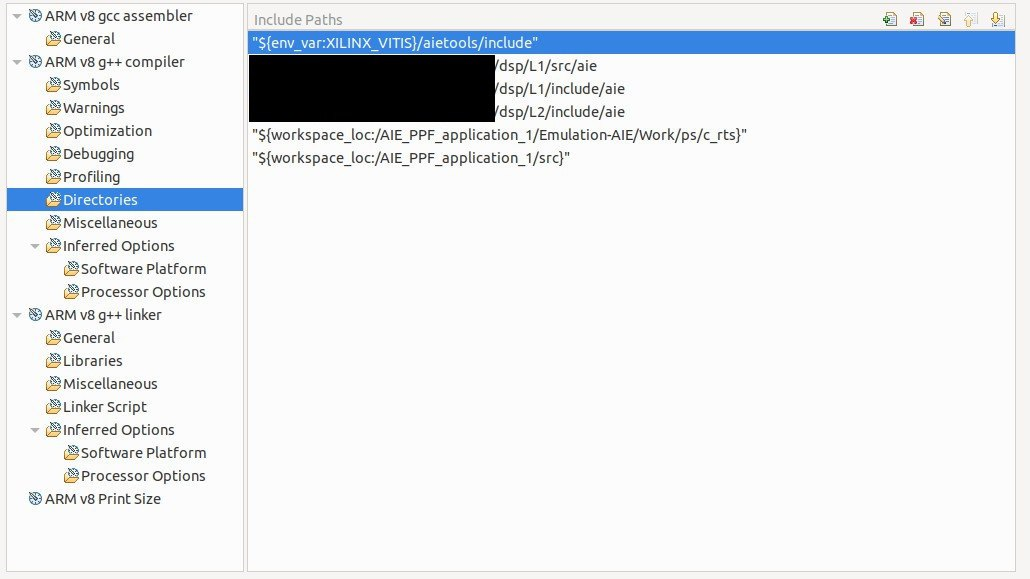 ARM v8 gcc assembler
General
ARM v8 g++ compiler
Symbols
Warnings
Optimization
Debugging
Profiling
Directories
Miscellaneous
Inferred Options
Software Platform
Processor Options
ARM v8 g++ linker
General
Libraries
Miscellaneous
Linker Script
Inferred Options
Software Platform
Processor Options
ARM v8 Print Size
Include Paths
"${env_var:XILINX_VITIS}/aietools/include"
/dsp/L1/src/aie
/dsp/L1/include/aie
/dsp/L2/include/aie
"${workspace_loc:/AIE_PPF_application_1/Emulation-AIE/Work/ps/c_rts}"
"${workspace_loc:/AIE_PPF_application_1/src}"